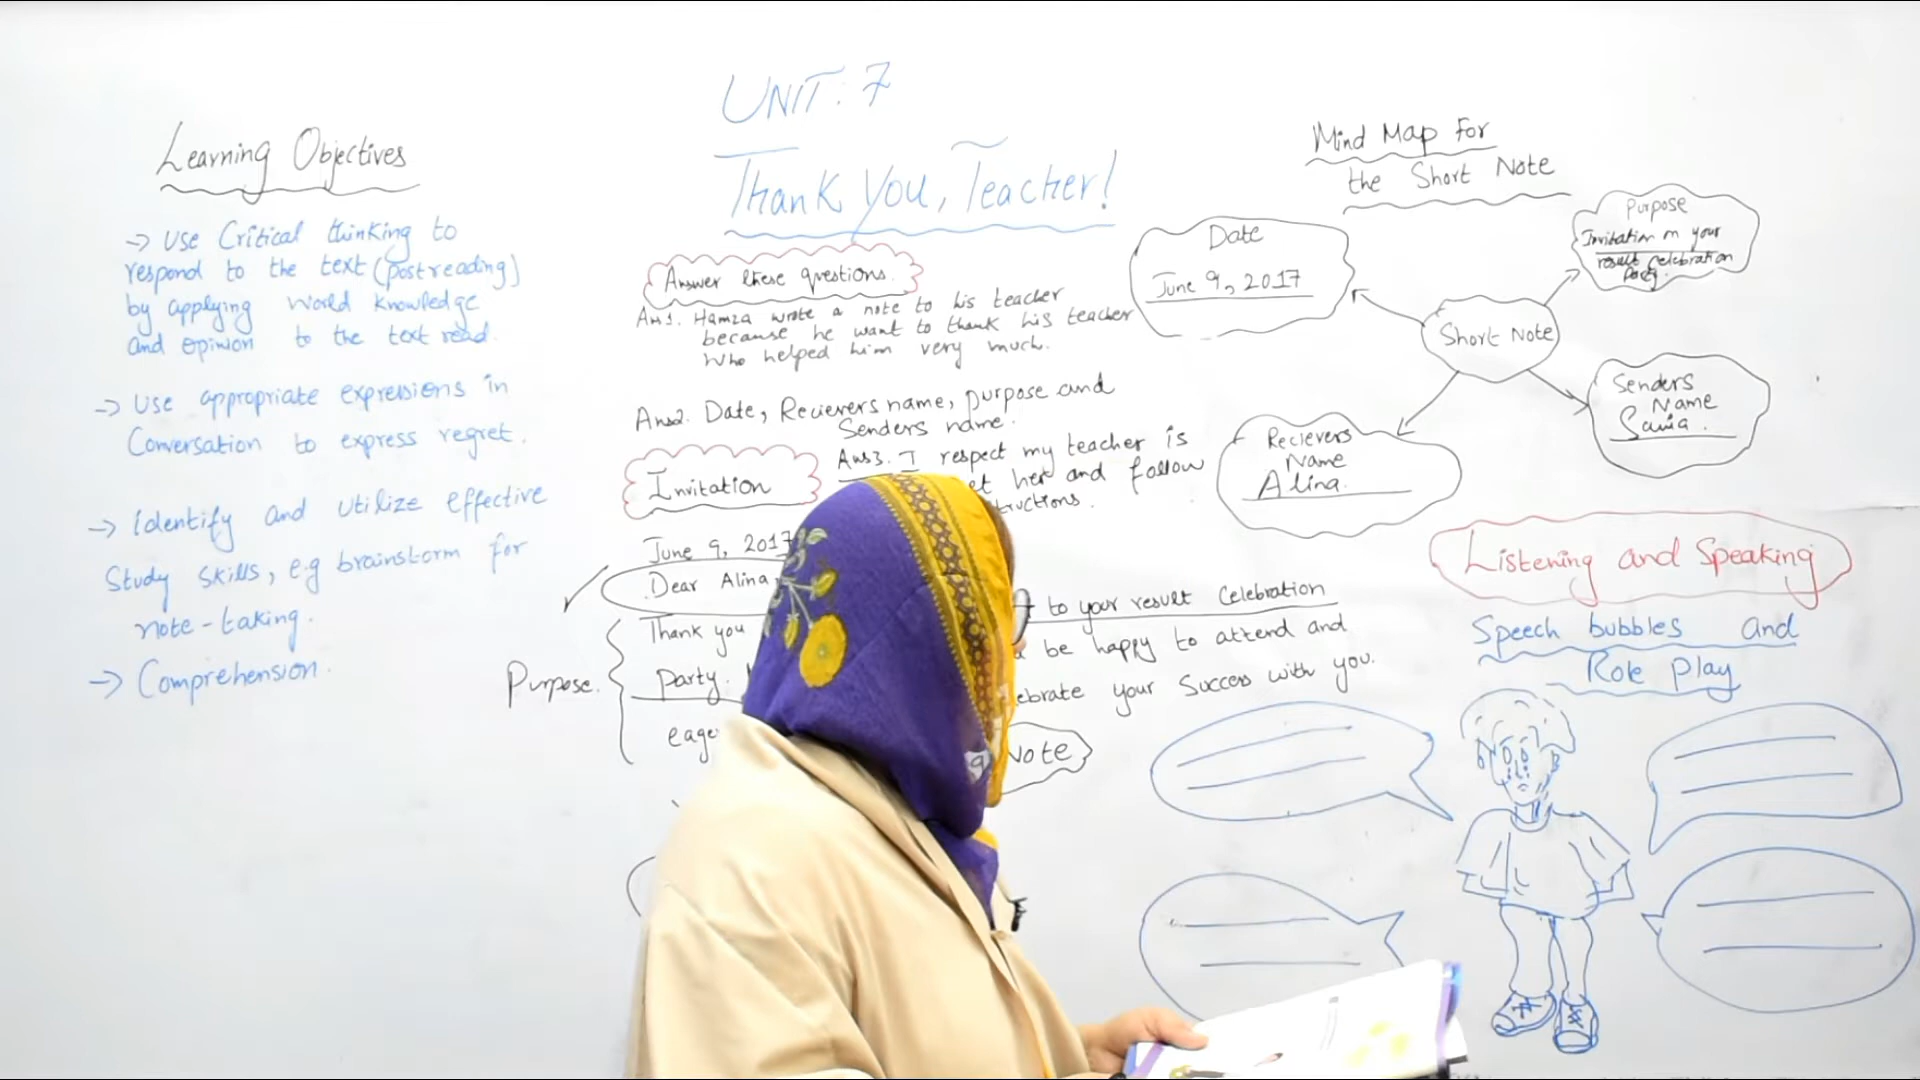 UNIT: 7
Thank You, Teacher!
Learning Objectives
-> Use Critical thinking to
respond to the text (post reading)
by applying world knowledge
and opinion to the text read.
-> Use appropriate expressions in
Conversation to express regret.
-> Identify and utilize effective
Study skills, e.g brainstorm for
note-taking.
-> Comprehension.
Answer these questions.
Ans1. Hamza wrote a note to his teacher
because he want to thank his teacher
who helped him very much.
Ans2. Date, Recievers name, purpose and
Senders name.
Ans3. I respect my teacher is
her and follow
Invitation
June 9, 2017
Dear Alina,
Thank you to your result Celebration
party. be happy to attend and
your Success with you.
Purpose.
Note
Mind Map For
the Short Note
Date
June 9, 2017
Purpose
Invitation on your
result Celebration
Party.
Short Note
Senders
Name
Sania.
Recievers
Name
Alina.
Listening and Speaking
Speech bubbles and
Role Play